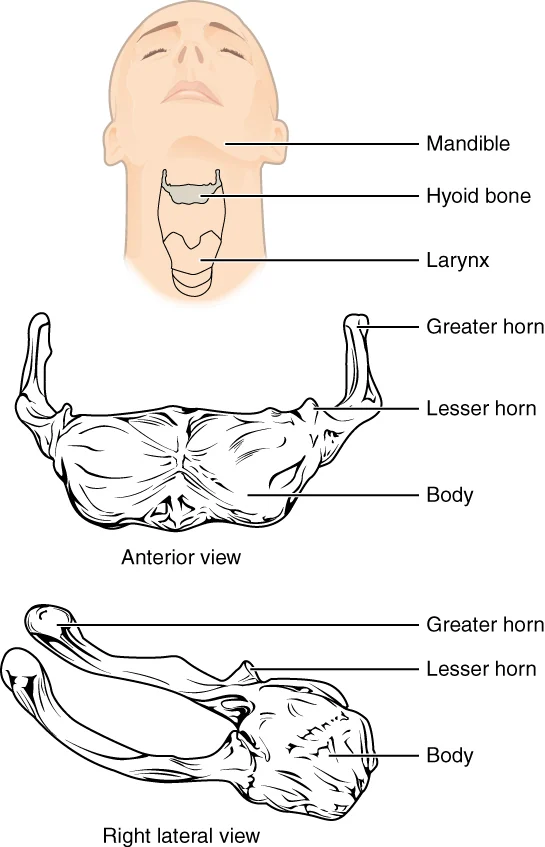 Mandible
Hyoid bone
Larynx
Greater horn
Lesser horn
Body
Anterior view
Greater horn
Lesser horn
Body
Right lateral view